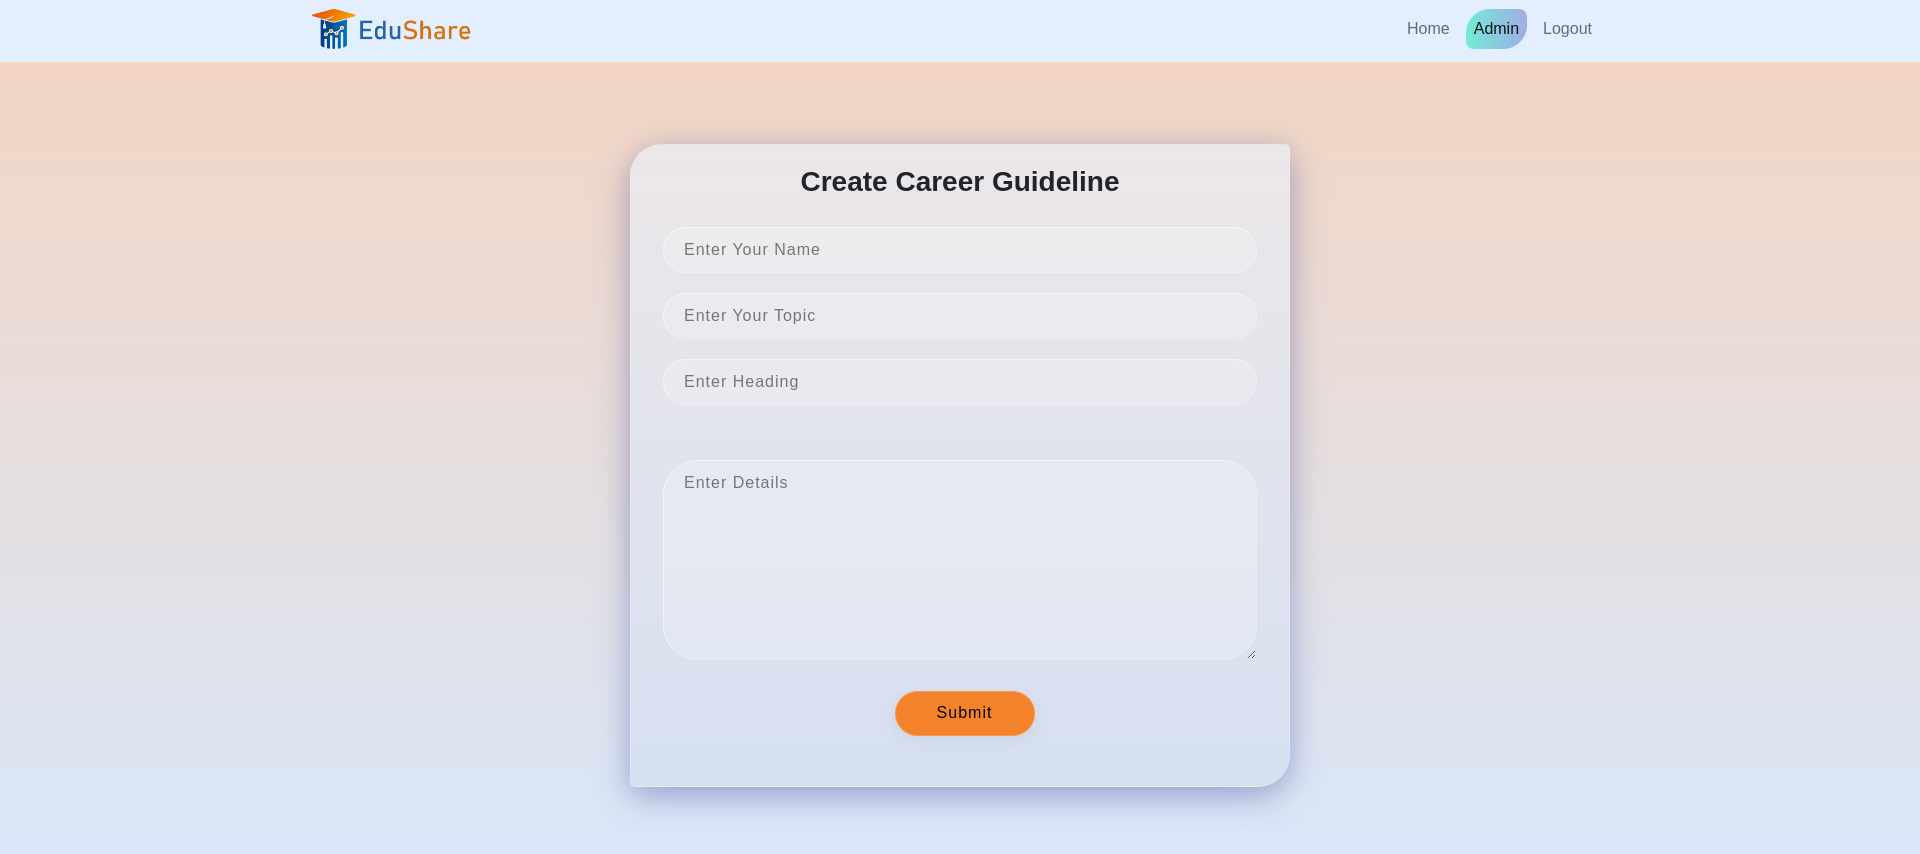 EduShare
Home Admin Logout
Create Career Guideline
Enter Your Name
Enter Your Topic
Enter Heading
Enter Details
Submit